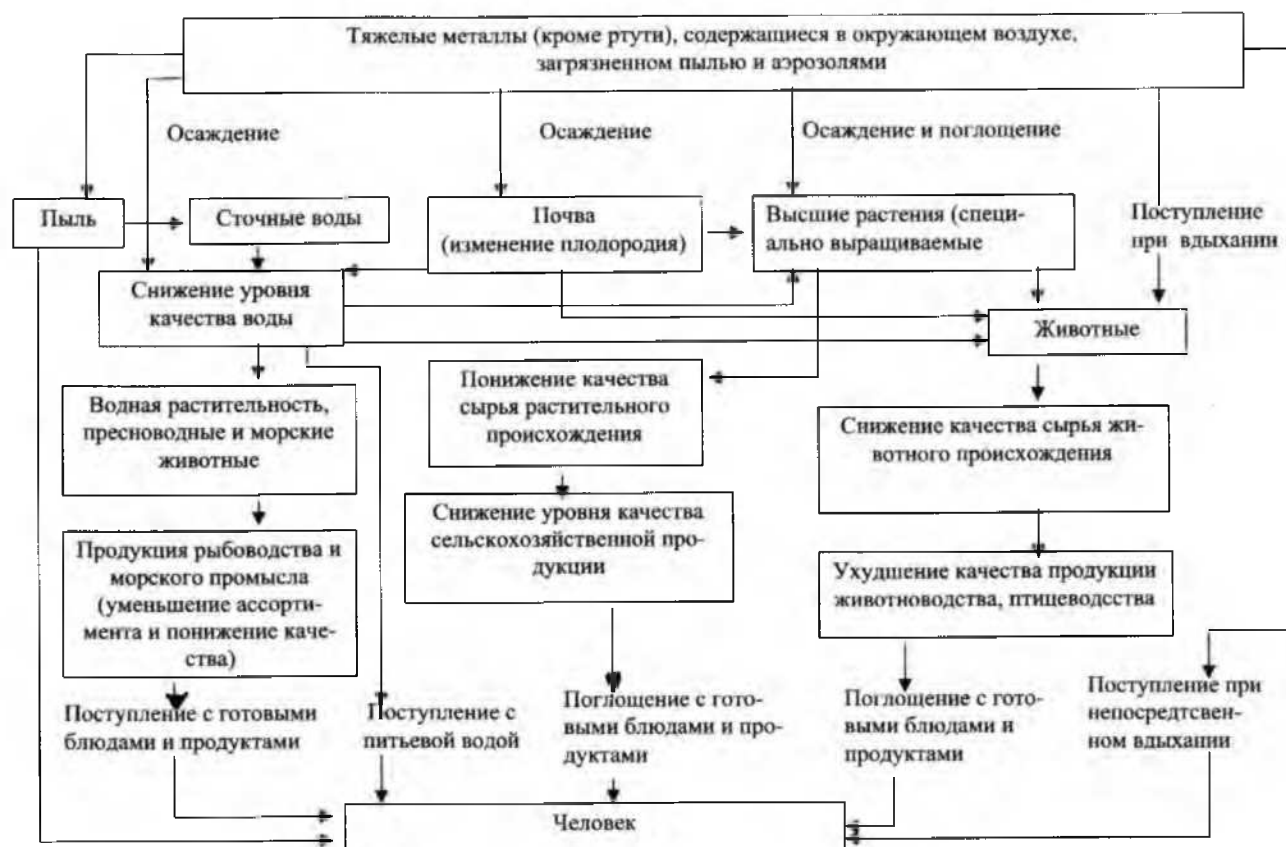 Тяжелые металлы (кроме ртути), содержащиеся в окружающем воздухе,
загрязненном пылью и аэрозолями
Осаждение
Осаждение
Осаждение и поглощение
Пыль
Сточные воды
Почва
(изменение плодородия)
Высшие растения (специ-
ально выращиваемые
Поступление
при вдыхании
Снижение уровня
качества воды
Животные
Водная растительность,
пресноводные и морские
животные
Понижение качества
сырья растительного
происхождения
Снижение качества сырья жи-
вотного происхождения
Продукция рыбоводства и
морского промысла
(уменьшение ассорти-
мента и понижение каче-
ства)
Снижение уровня качества
сельскохозяйственной про-
дукции
Ухудшение качества продукции
животноводства, птицеводсства
Поступление с готовыми
блюдами и продуктами
Поступление с
питьевой водой
Поглощение с гото-
выми блюдами и про-
дуктами
Поглощение с гото-
выми блюдами и
продуктами
Поступление при
непосредтсвен-
ном вдыхании
Человек